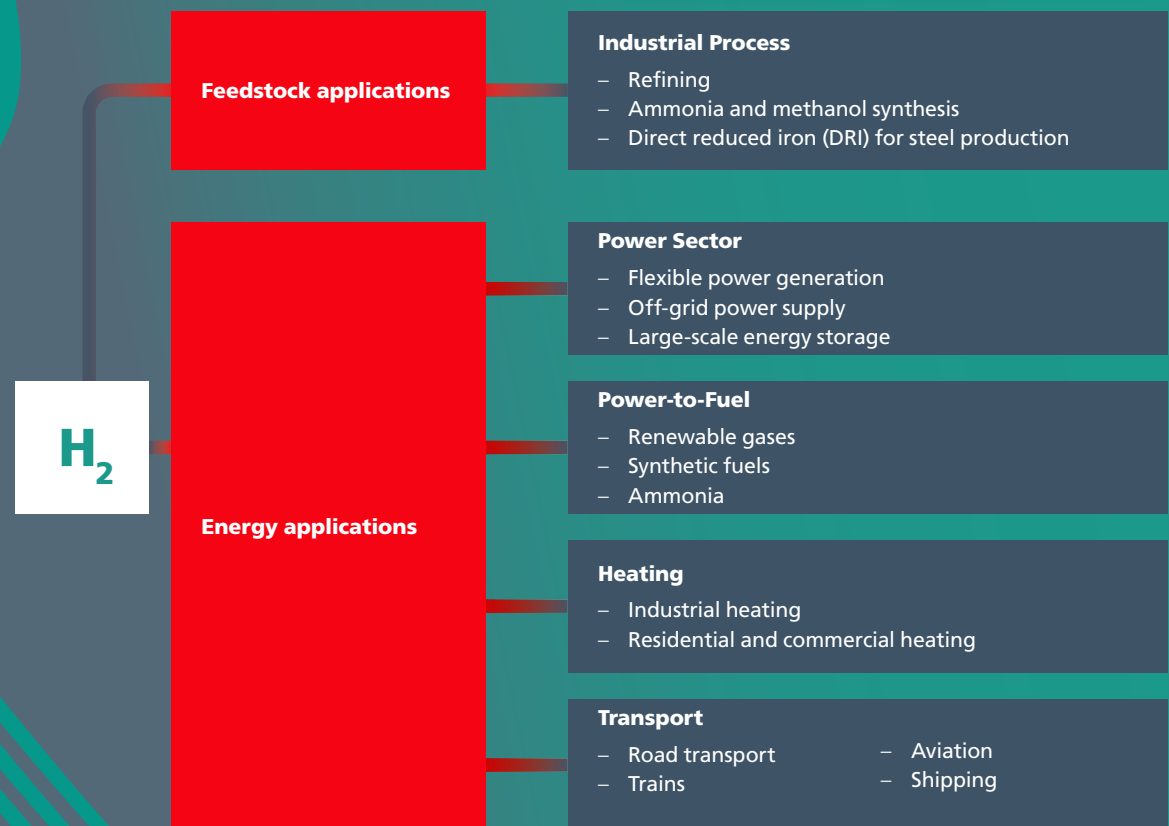 Feedstock applications
Industrial Process
– Refining
– Ammonia and methanol synthesis
– Direct reduced iron (DRI) for steel production
H₂
Energy applications
Power Sector
– Flexible power generation
– Off-grid power supply
– Large-scale energy storage
Power-to-Fuel
– Renewable gases
– Synthetic fuels
– Ammonia
Heating
– Industrial heating
– Residential and commercial heating
Transport
– Road transport
– Trains
– Aviation
– Shipping